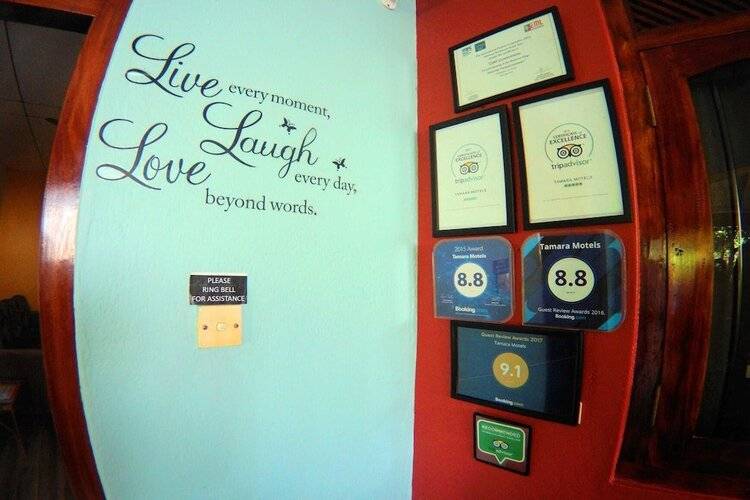 Live every moment,
Laugh every day,
Love beyond words.
PLEASE
RING BELL
FOR ASSISTANCE
CERTIFICATE of
EXCELLENCE
tripadvisor
TAMARA MOTELS
CERTIFICATE of
EXCELLENCE
tripadvisor
TAMARA MOTELS
2015 Award
Tamara Motels
8.8
Booking.com
Tamara Motels
8.8
Guest Review Awards 2016
Booking.com
Guest Review Awards 2017
Tamara Motels
9.1
Booking.com
RECOMMENDED
advisor